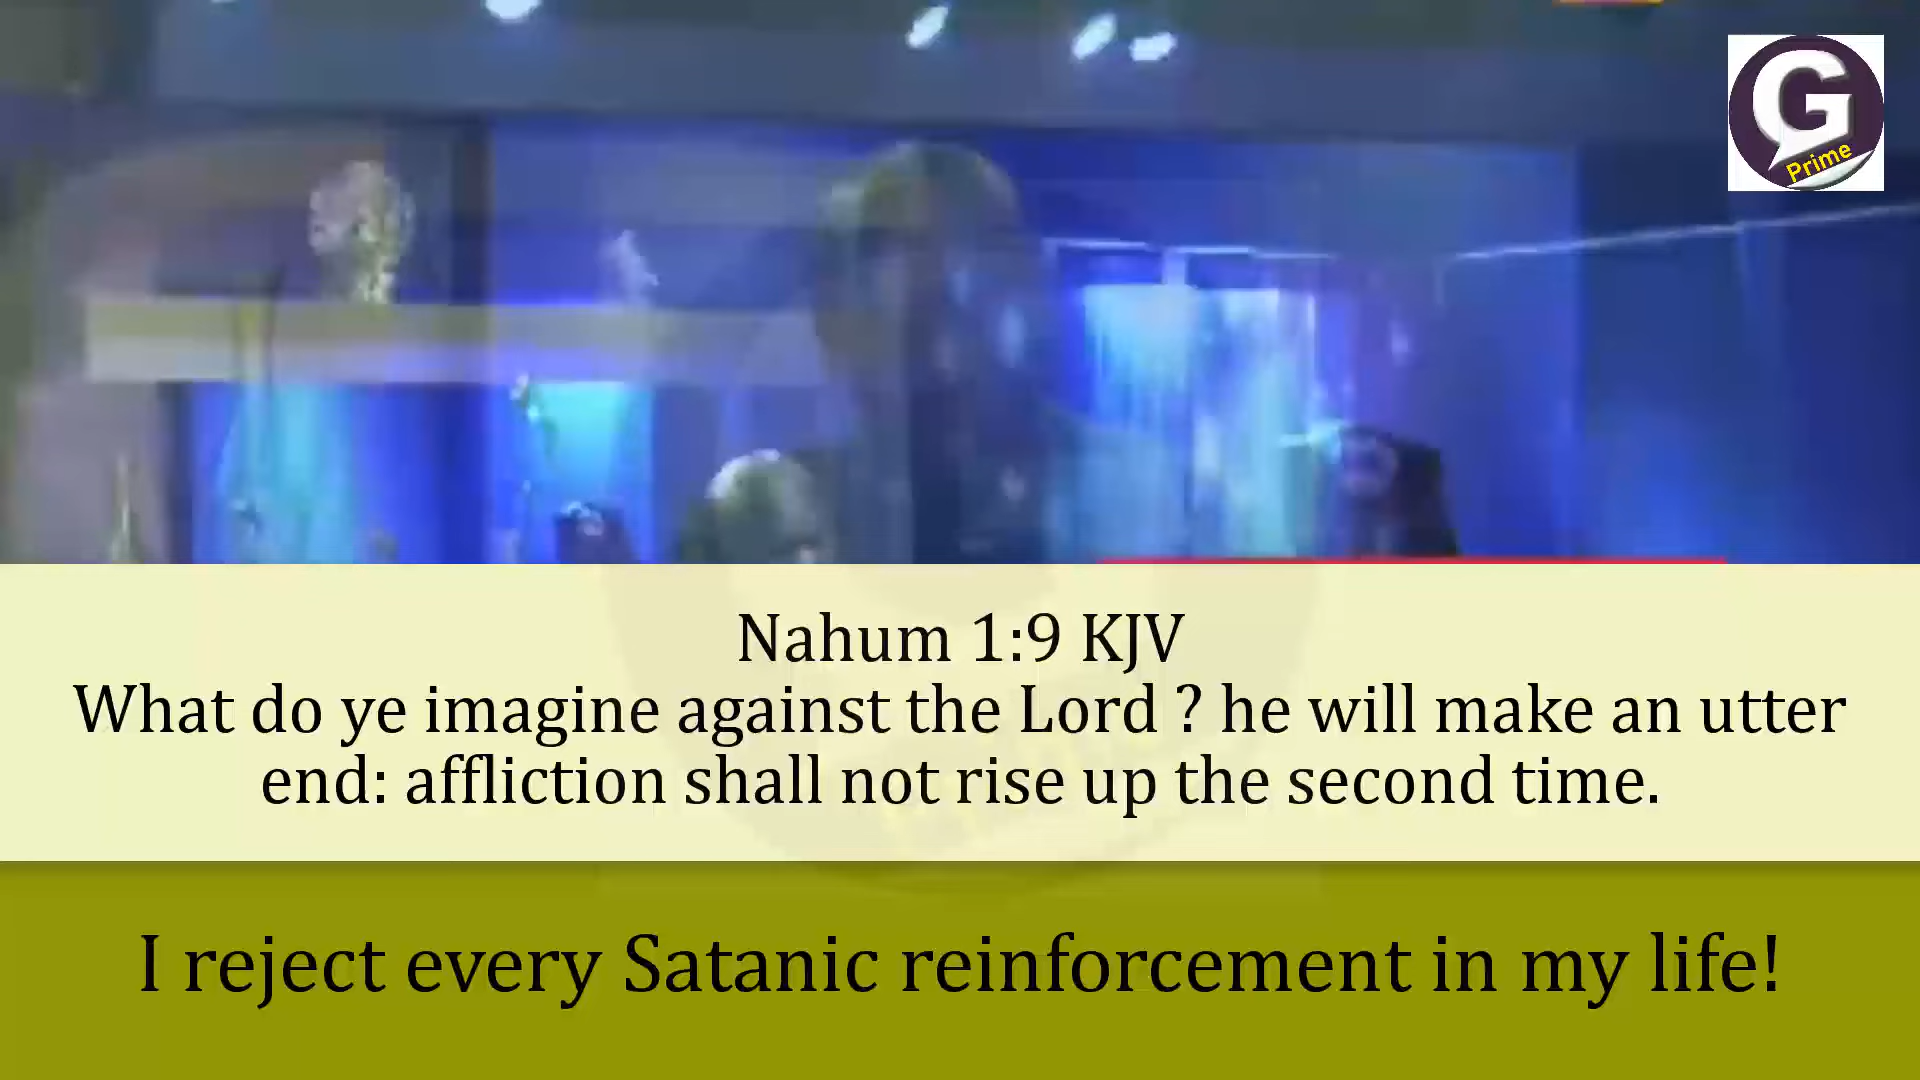 G
Prime
Nahum 1:9 KJV
What do ye imagine against the Lord ? he will make an utter
end: affliction shall not rise up the second time.
I reject every Satanic reinforcement in my life!